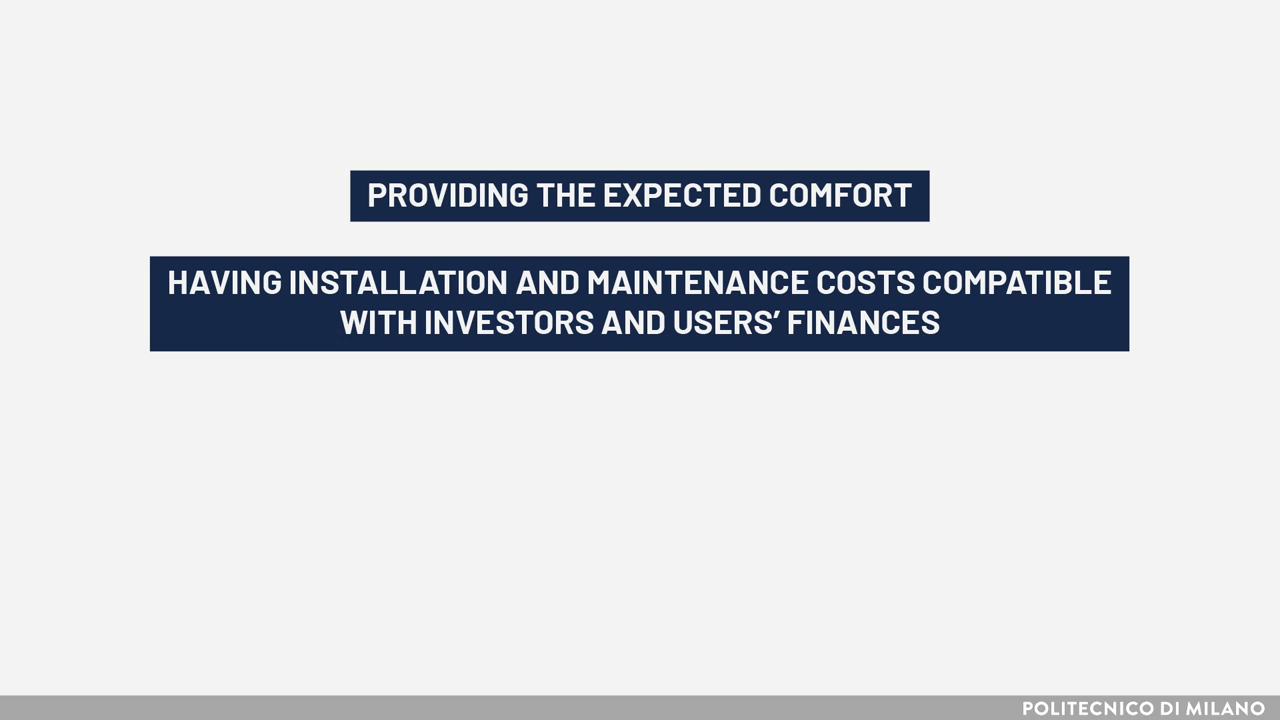 PROVIDING THE EXPECTED COMFORT
HAVING INSTALLATION AND MAINTENANCE COSTS COMPATIBLE
WITH INVESTORS AND USERS’ FINANCES
POLITECNICO DI MILANO